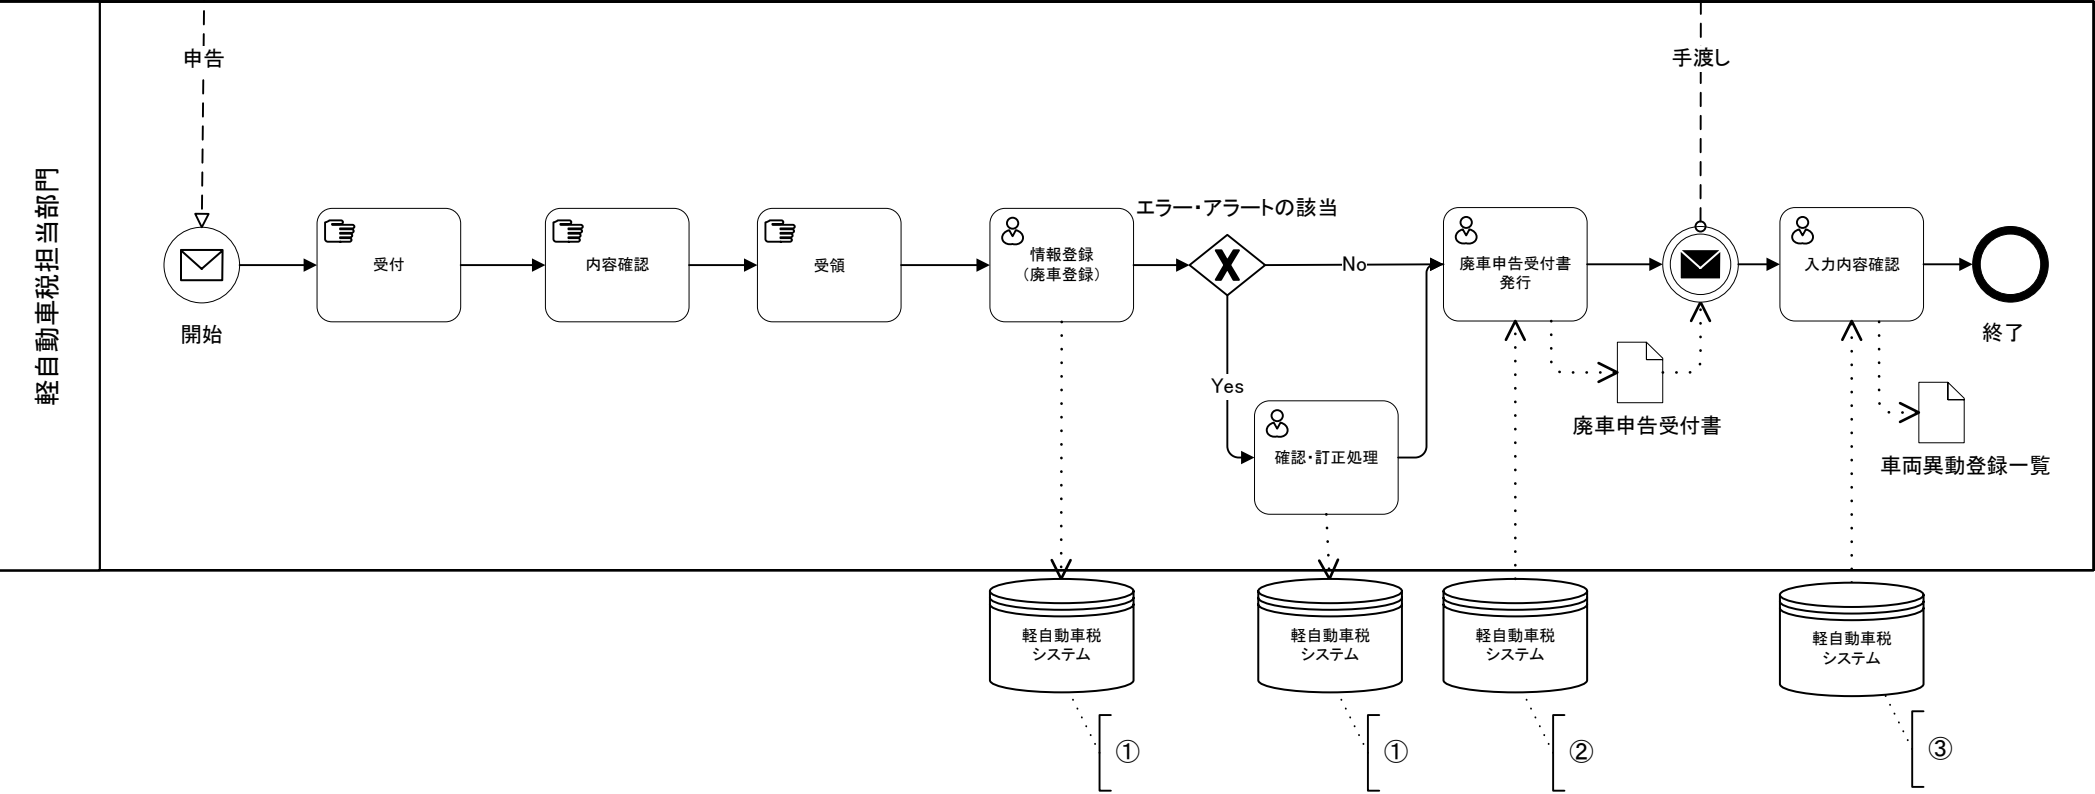 軽自動車税担当部門
申告
開始
受付
内容確認
受領
情報登録
（廃車登録）
エラー・アラートの該当
No
Yes
確認・訂正処理
廃車申告受付書
発行
廃車申告受付書
手渡し
入力内容確認
車両異動登録一覧
終了
軽自動車税
システム
①
軽自動車税
システム
①
軽自動車税
システム
②
軽自動車税
システム
③